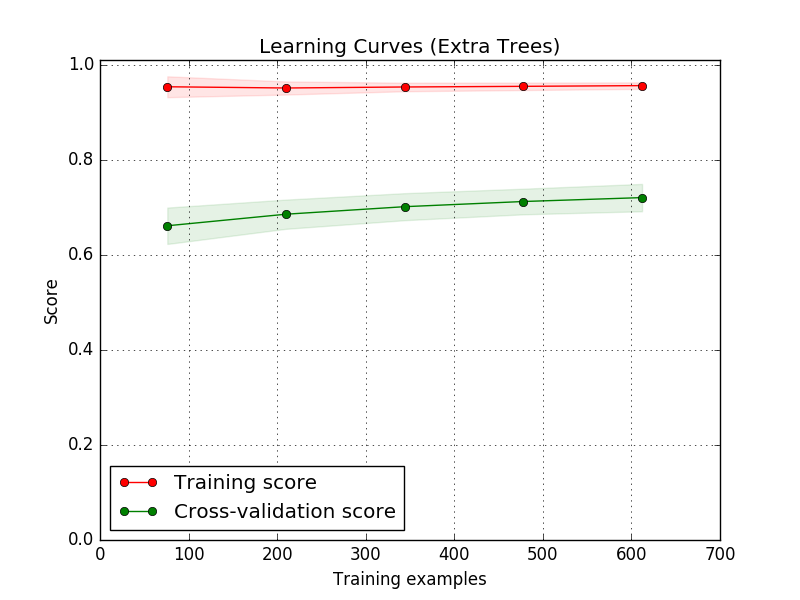 Learning Curves (Extra Trees)
1.0
0.8
0.6
0.4
0.2
0.0
Score
Training score
Cross-validation score
0 100 200 300 400 500 600 700
Training examples